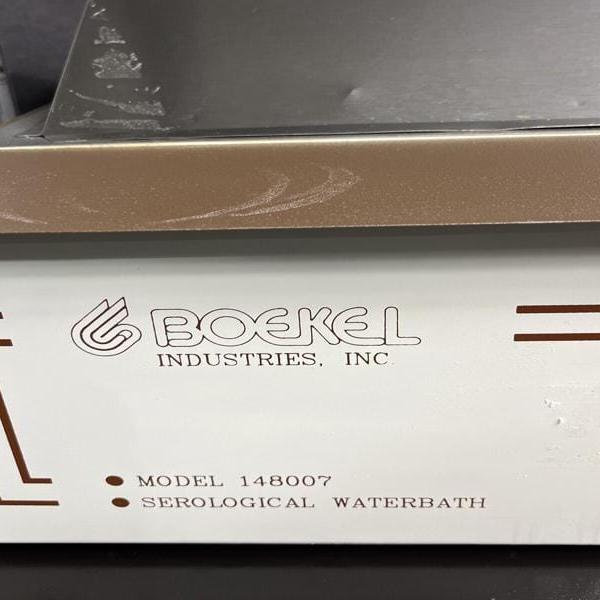 BOEKEL
INDUSTRIES, INC.
MODEL 148007
SEROLOGICAL WATERBATH